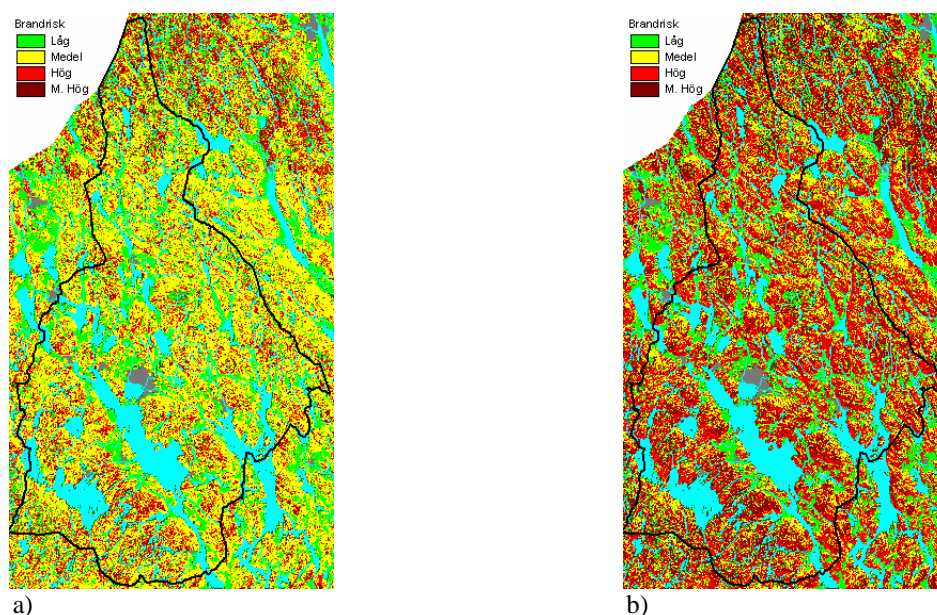 Brandrisk
Låg
Medel
Hög
M. Hög
Brandrisk
Låg
Medel
Hög
M. Hög
a)
b)